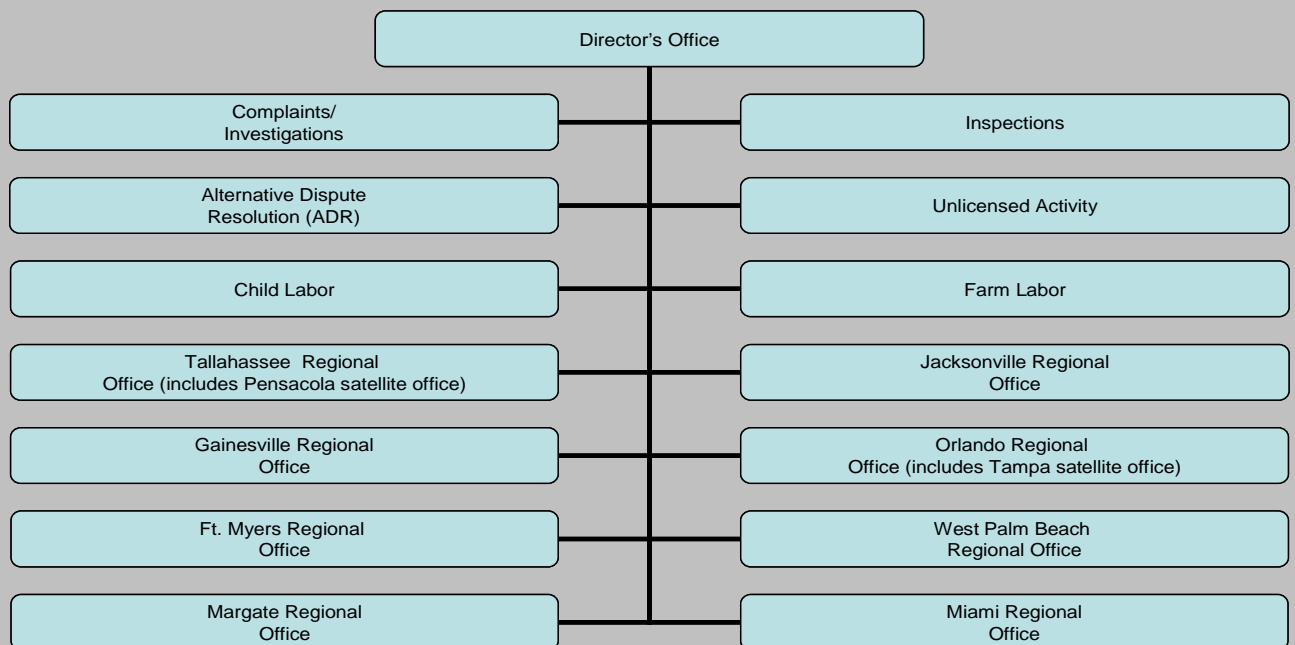 Director's Office
Complaints/
Investigations
Inspections
Alternative Dispute
Resolution (ADR)
Unlicensed Activity
Child Labor
Farm Labor
Tallahassee  Regional
Office (includes Pensacola satellite office)
Jacksonville Regional
Office
Gainesville Regional
Office
Orlando Regional
Office (includes Tampa satellite office)
Ft. Myers Regional
Office
West Palm Beach
Regional Office
Margate Regional
Office
Miami Regional
Office